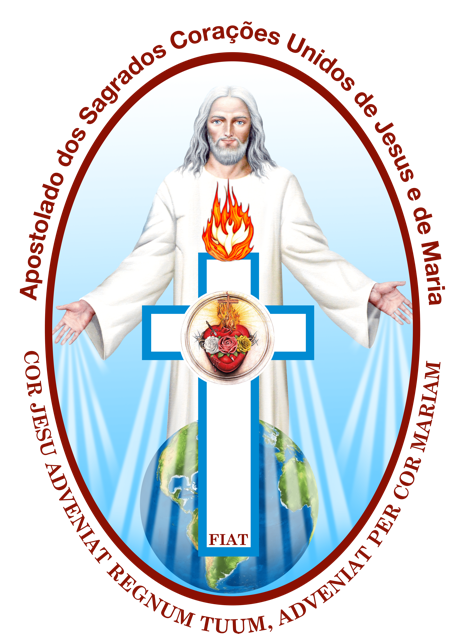 Apostolado dos Sagrados Corações Unidos de Jesus e de Maria
FIAT
COR JESU ADVENIAT REGNUM TUUM, ADVENIAT PER COR MARIAM